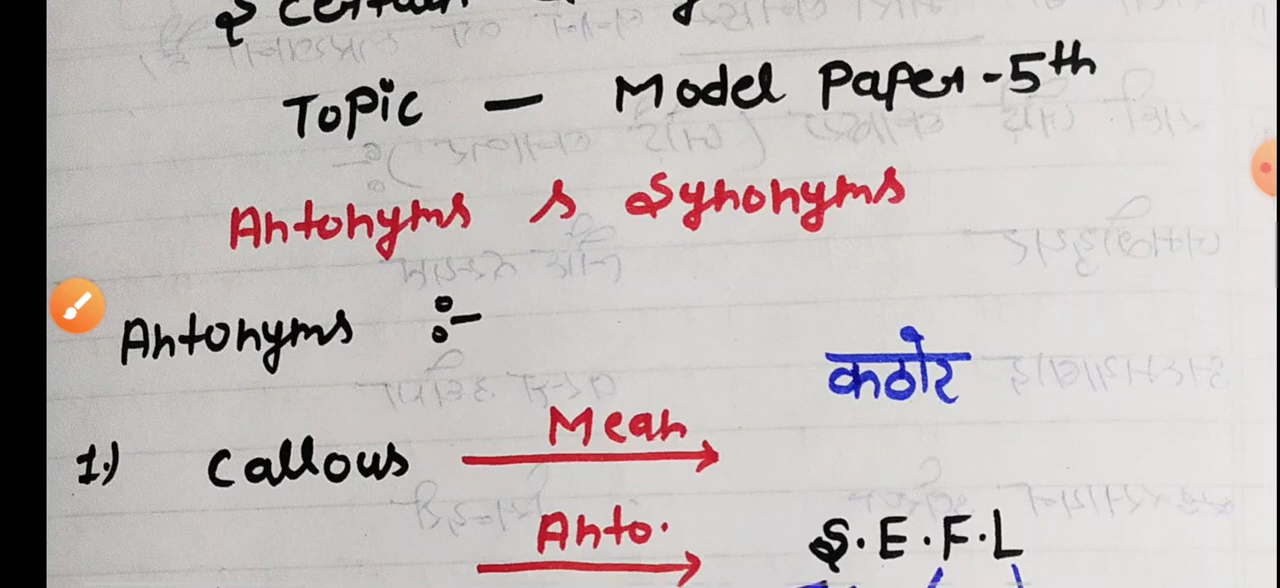 Topic — Model Paper-5th
Antonyms & Synonyms
Antonyms :-
कठोर
1.) Callous Mean
Anto. S.E.F.L